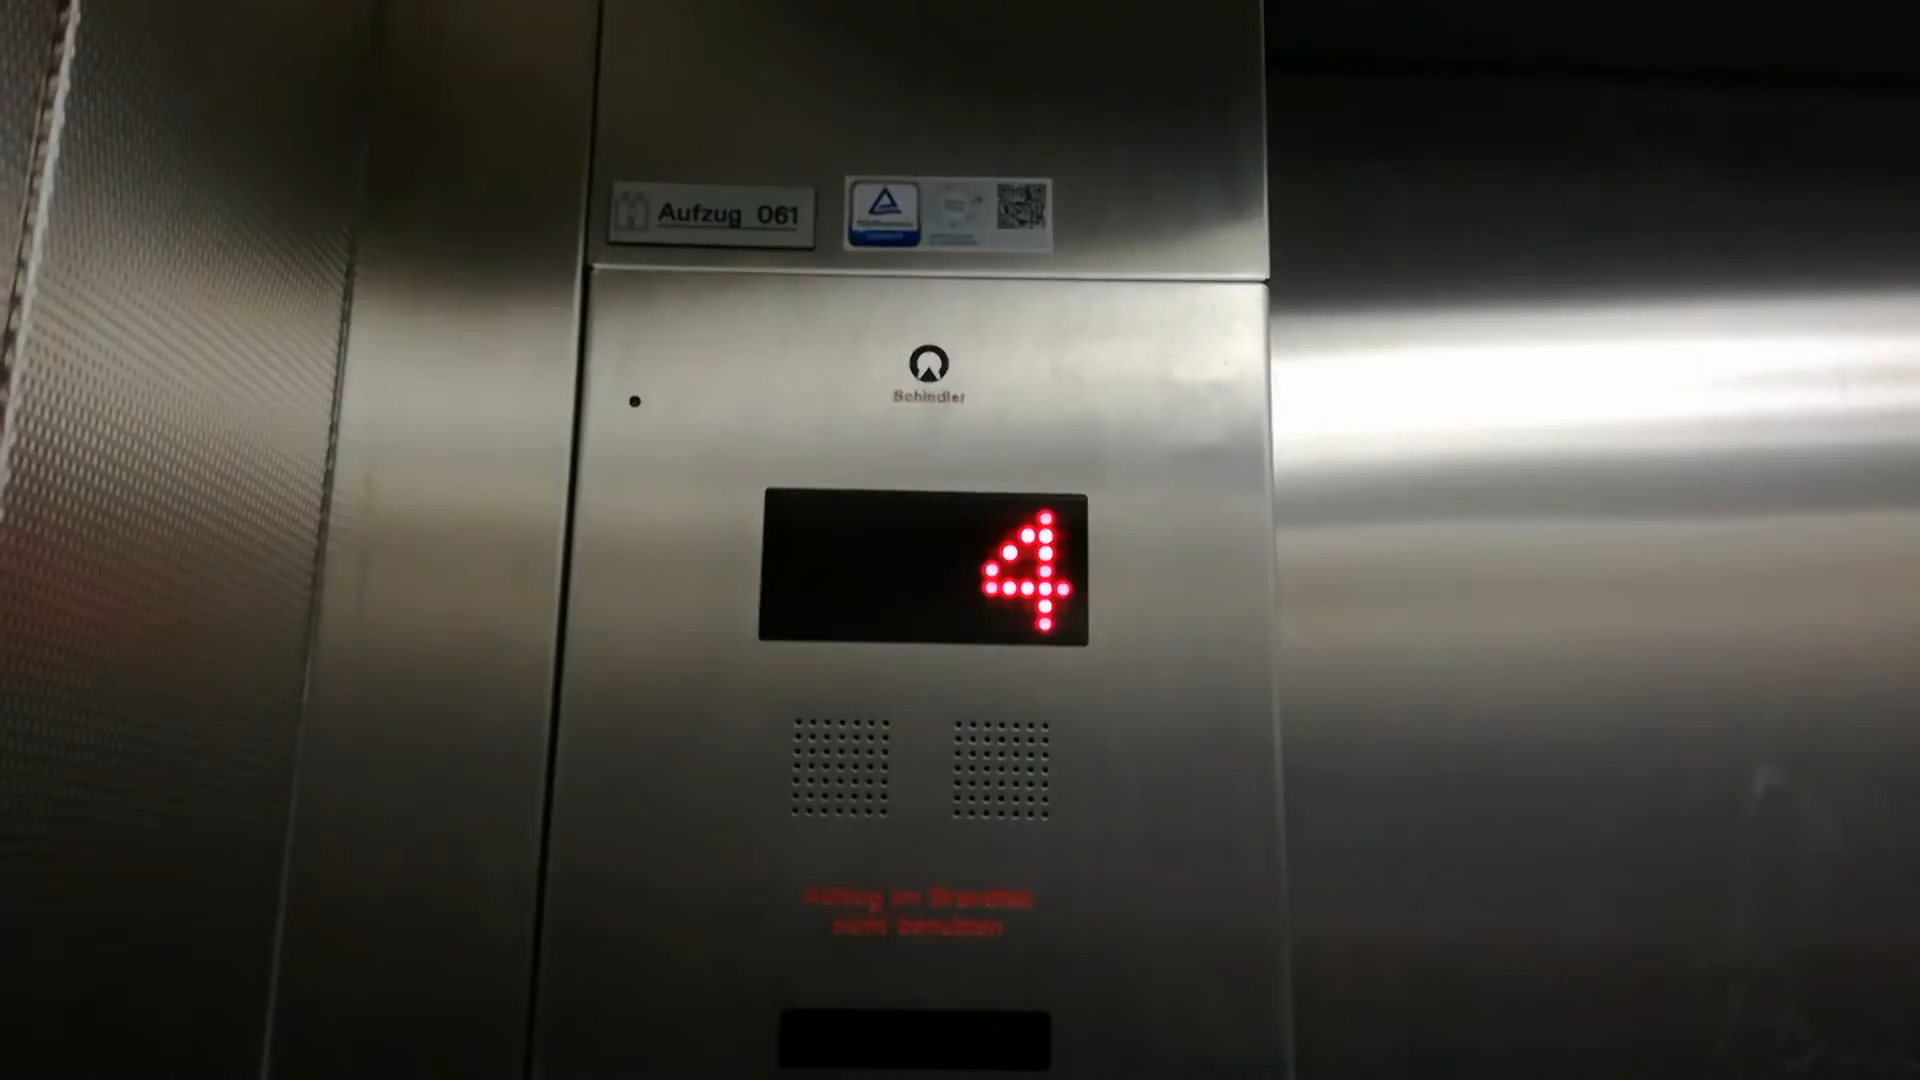 Aufzug 061
Schindler
4
Aufzug im Brandfall
nicht benutzen